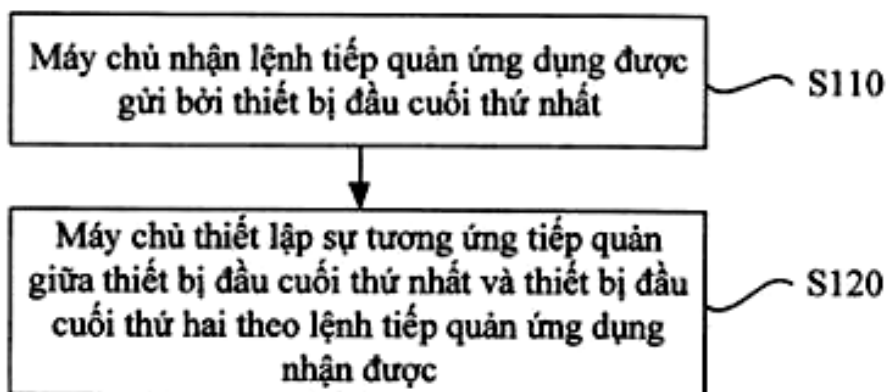 Máy chủ nhận lệnh tiếp quản ứng dụng được
gửi bởi thiết bị đầu cuối thứ nhất
S110
Máy chủ thiết lập sự tương ứng tiếp quản
giữa thiết bị đầu cuối thứ nhất và thiết bị đầu
cuối thứ hai theo lệnh tiếp quản ứng dụng
nhận được
S120